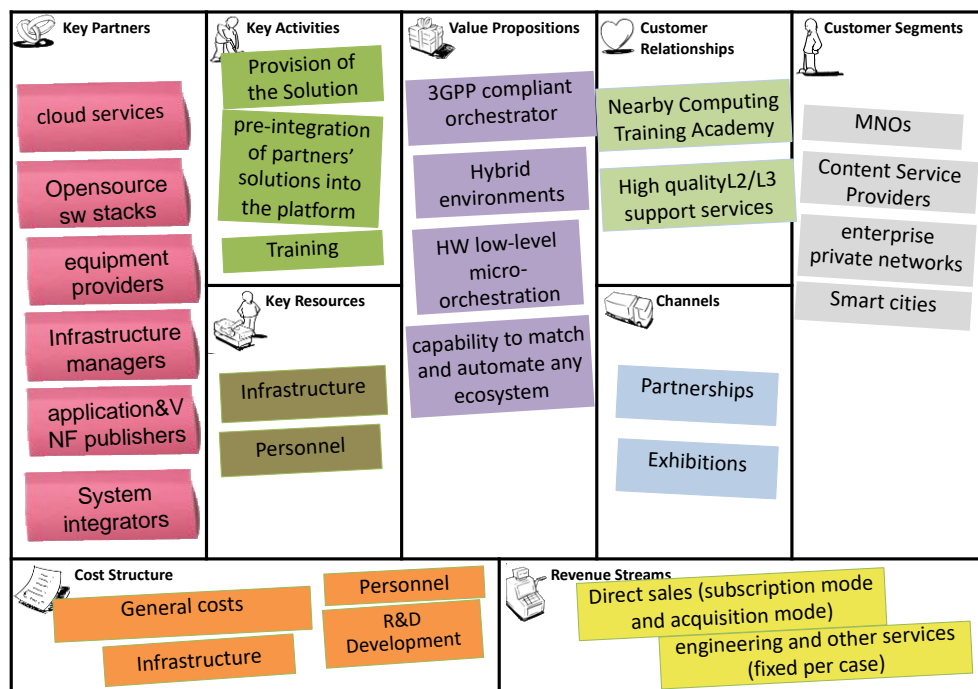 Key Partners
cloud services
Opensource
sw stacks
equipment
providers
Infrastructure
managers
application&V
NF publishers
System
integrators
Key Activities
Provision of
the Solution
pre-integration
of partners'
solutions into
the platform
Training
Key Resources
Infrastructure
Personnel
Value Propositions
3GPP compliant
orchestrator
Hybrid
environments
HW low-level
micro-
orchestration
capability to match
and automate any
ecosystem
Customer
Relationships
Nearby Computing
Training Academy
High qualityL2/L3
support services
Channels
Partnerships
Exhibitions
Customer Segments
MNOs
Content Service
Providers
enterprise
private networks
Smart cities
Cost Structure
General costs
Infrastructure
Personnel
R&D
Development
Revenue Streams
Direct sales (subscription mode
and acquisition mode)
engineering and other services
(fixed per case)